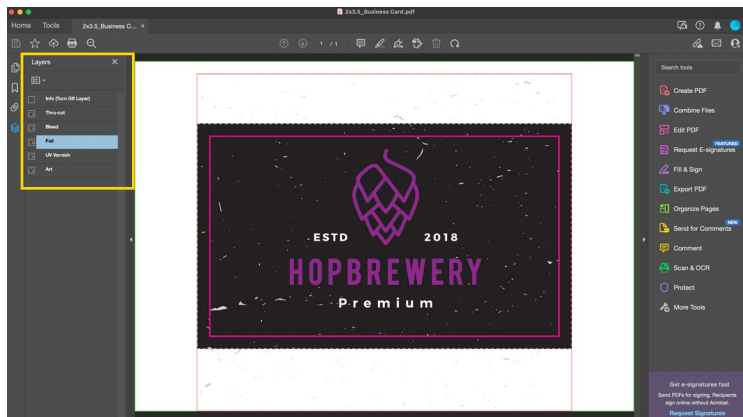 2x3.5_Business Card.pdf
Home Tools 2x3.5_Business C... ×
1 / 1
Layers ×
Info (Turn Off Layer)
Thru-cut
Bleed
Foil
UV Varnish
Art
ESTD 2018
HOPBREWERY
Premium
Search tools
Create PDF
Combine Files
Edit PDF
FEATURED
Request E-signatures
Fill & Sign
Export PDF
Organize Pages
NEW
Send for Comments
Comment
Scan & OCR
Protect
More Tools
Get e-signatures fast
Send PDFs for signing. Recipients
sign online without Acrobat.
Request Signatures